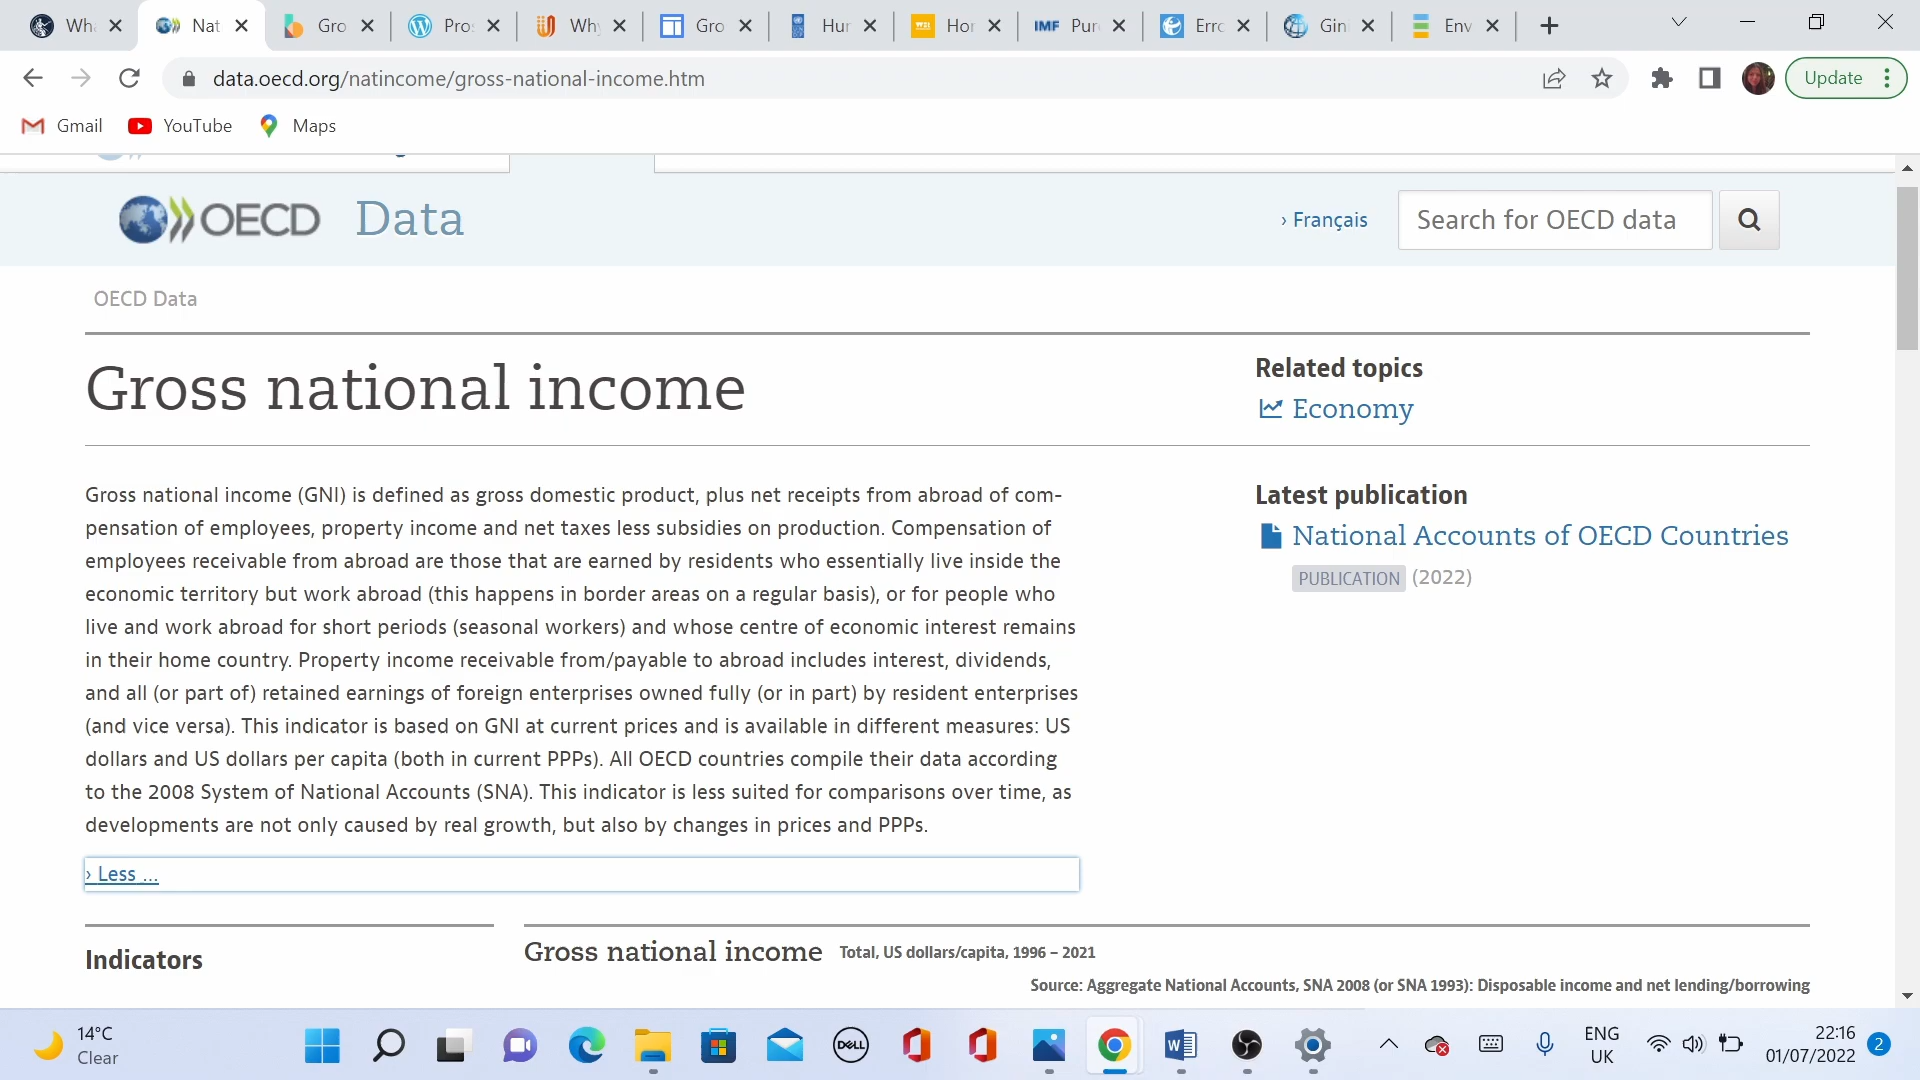 Wha
Nat
Gro
Pro
Why
Gro
Hur
Hor
IMF Pur
Erro
Gin
Env
data.oecd.org/natincome/gross-national-income.htm
Update
Gmail
YouTube
Maps
OECD Data
› Français
Search for OECD data
OECD Data
Gross national income
Related topics
Economy
Gross national income (GNI) is defined as gross domestic product, plus net receipts from abroad of com-
pensation of employees, property income and net taxes less subsidies on production. Compensation of
employees receivable from abroad are those that are earned by residents who essentially live inside the
economic territory but work abroad (this happens in border areas on a regular basis), or for people who
live and work abroad for short periods (seasonal workers) and whose centre of economic interest remains
in their home country. Property income receivable from/payable to abroad includes interest, dividends,
and all (or part of) retained earnings of foreign enterprises owned fully (or in part) by resident enterprises
(and vice versa). This indicator is based on GNI at current prices and is available in different measures: US
dollars and US dollars per capita (both in current PPPs). All OECD countries compile their data according
to the 2008 System of National Accounts (SNA). This indicator is less suited for comparisons over time, as
developments are not only caused by real growth, but also by changes in prices and PPPs.
Latest publication
National Accounts of OECD Countries
PUBLICATION (2022)
› Less ...
Indicators
Gross national income Total, US dollars/capita, 1996 – 2021
Source: Aggregate National Accounts, SNA 2008 (or SNA 1993): Disposable income and net lending/borrowing
14°C
Clear
DELL
ENG
UK
22:16
01/07/2022
2